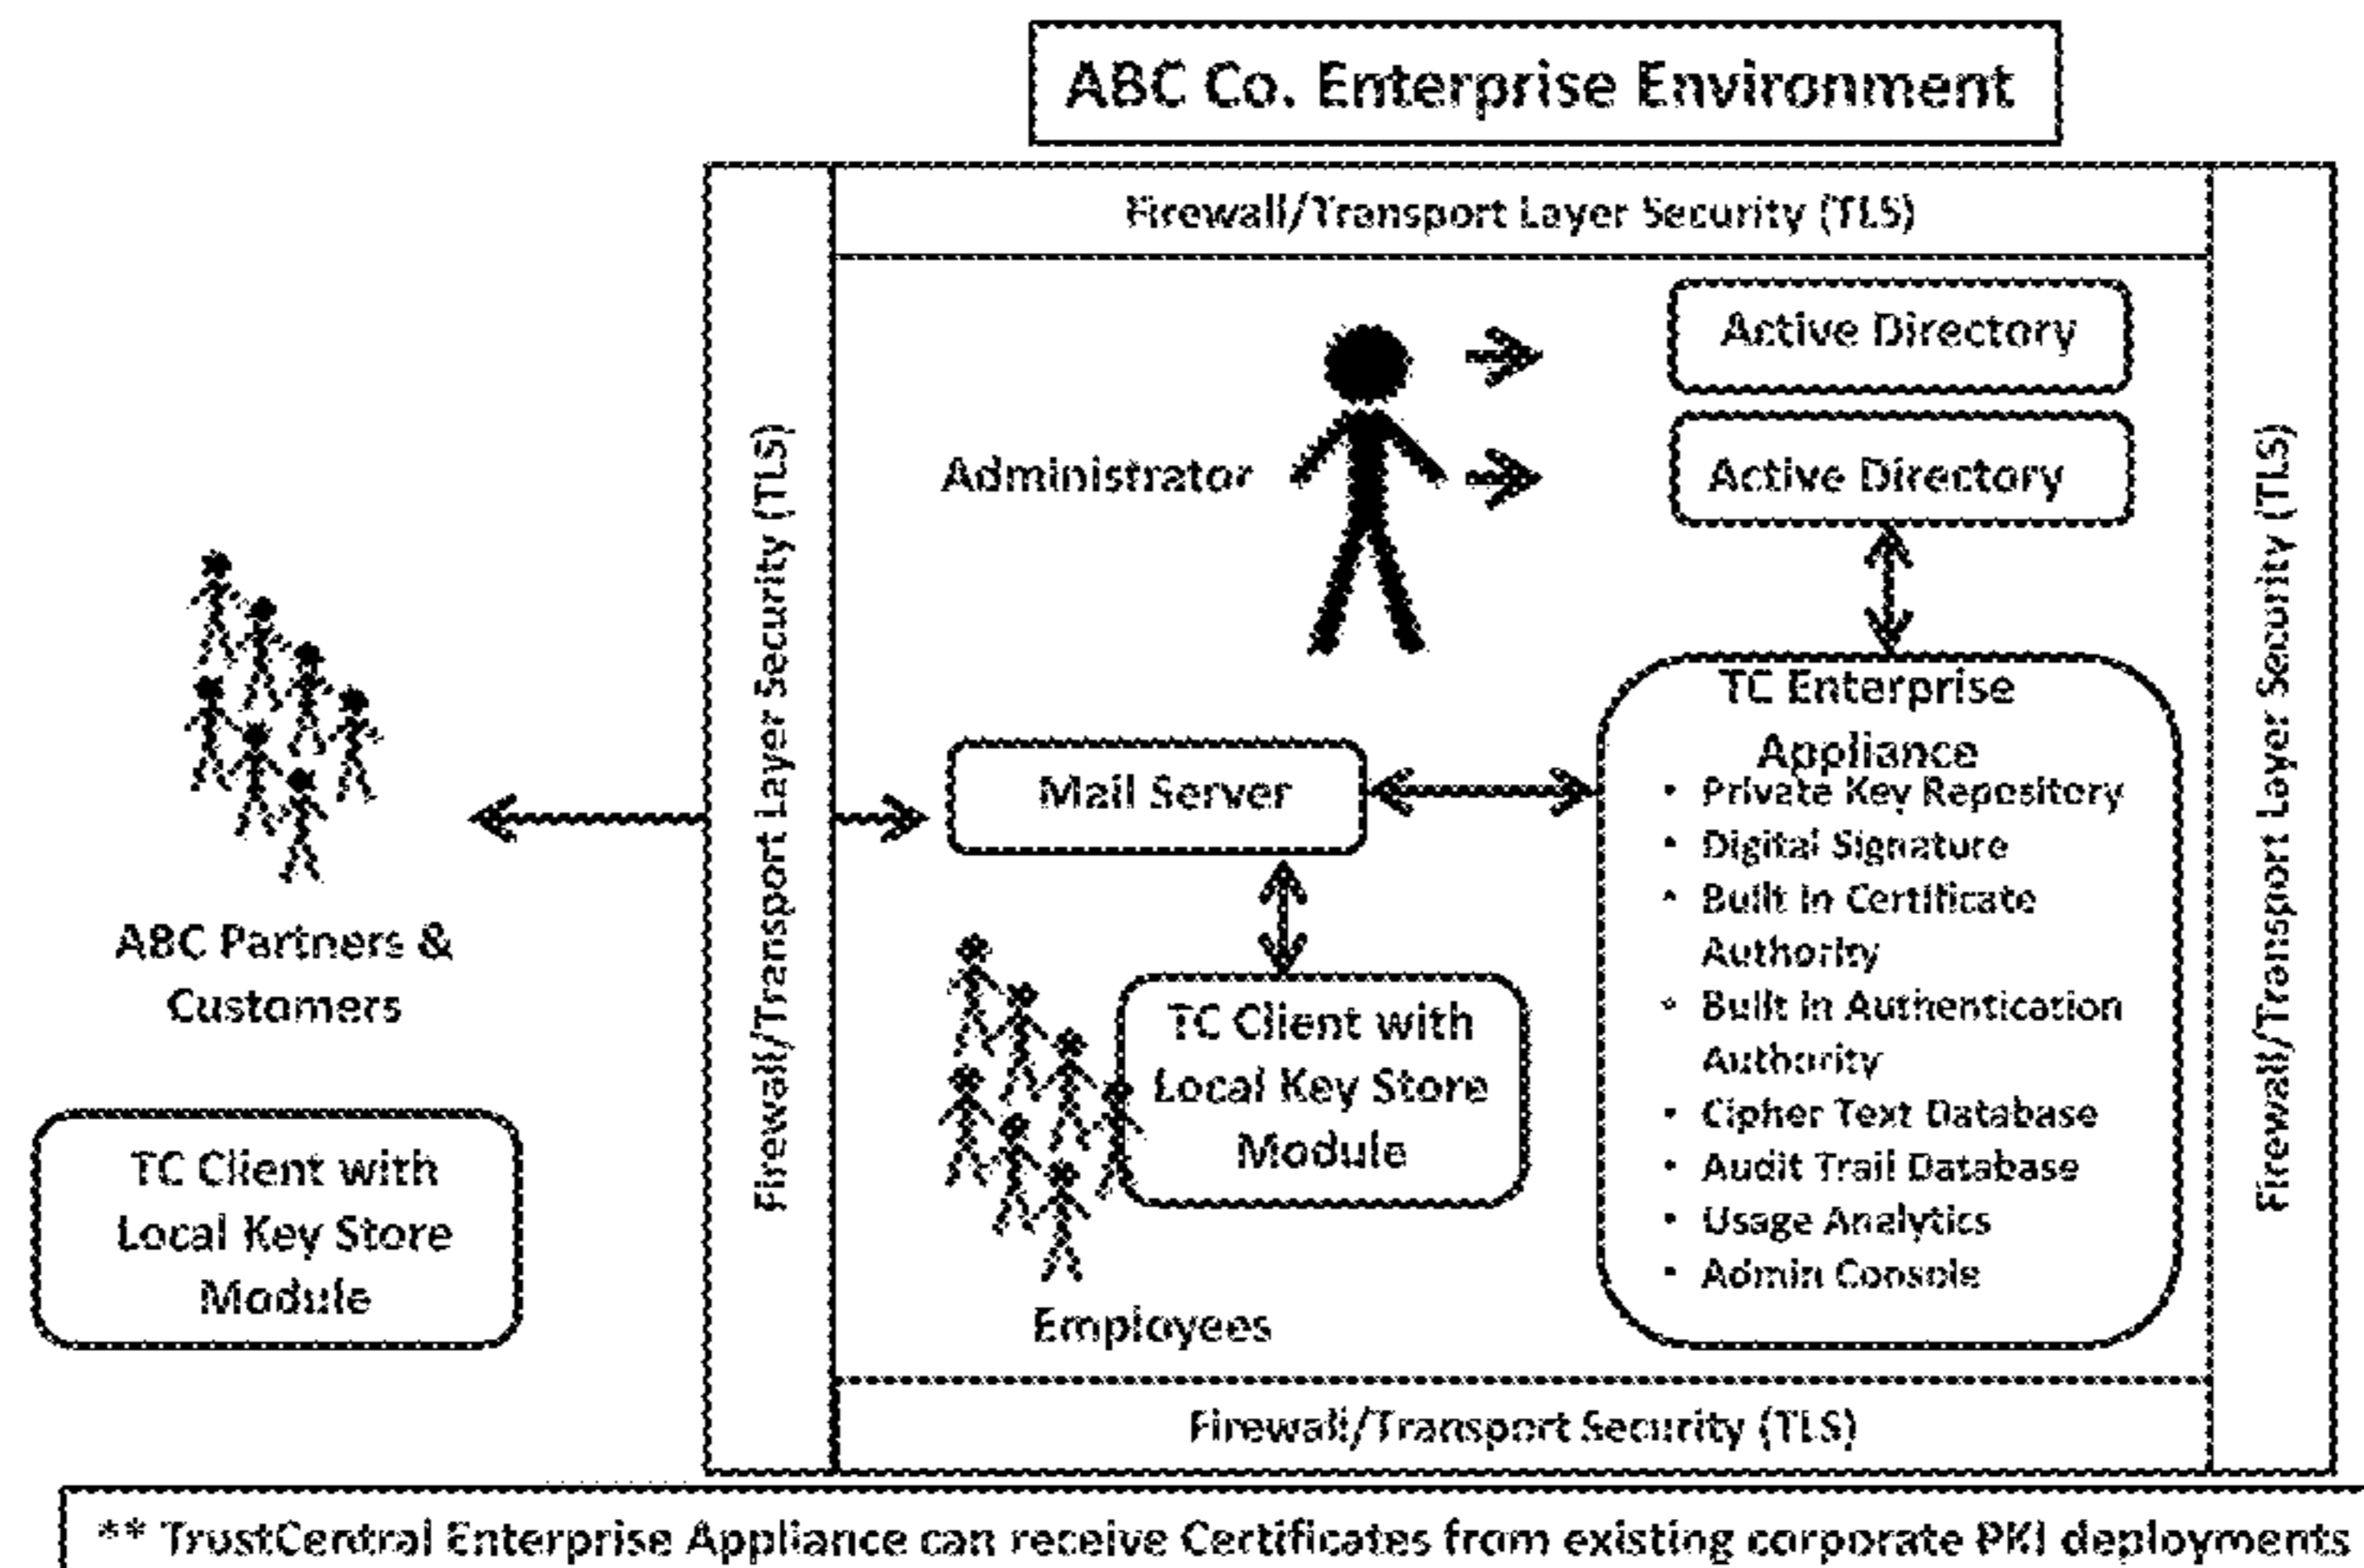 ABC Co. Enterprise Environment
Firewall/Transport Layer Security (TLS)
Active Directory
Administrator
Active Directory
Firewall/Transport Layer Security (TLS)
Firewall/Transport Layer Security (TLS)
TC Enterprise
Appliance
• Private Key Repository
• Digital Signature
• Built in Certificate
Authority
• Built in Authentication
Authority
• Cipher Text Database
• Audit Trail Database
• Usage Analytics
• Admin Console
Mail Server
ABC Partners &
Customers
TC Client with
Local Key Store
Module
TC Client with
Local Key Store
Module
Employees
Firewall/Transport Security (TLS)
** TrustCentral Enterprise Appliance can receive Certificates from existing corporate PKI deployments